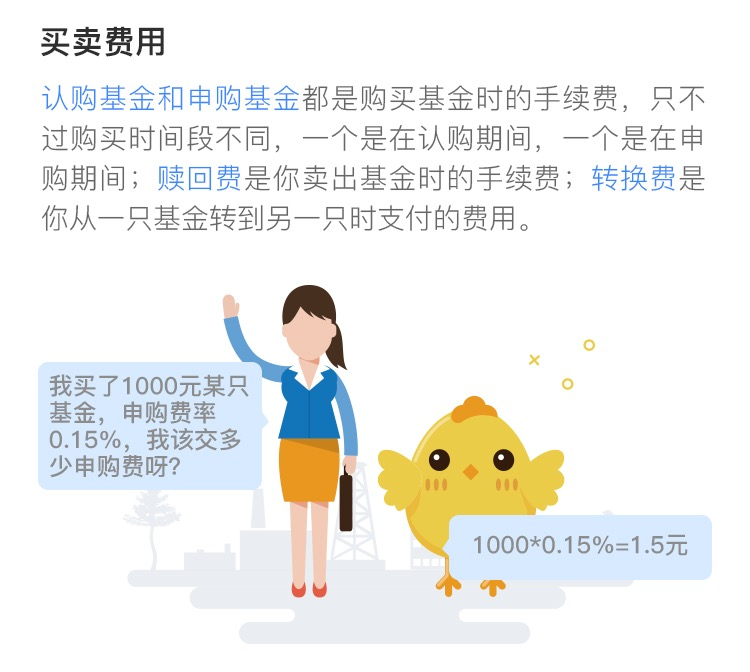 买卖费用
认购基金和申购基金都是购买基金时的手续费，只不
过购买时间段不同，一个是在认购期间，一个是在申
购期间；赎回费是你卖出基金时的手续费；转换费是
你从一只基金转到另一只时支付的费用。
我买了1000元某只
基金，申购费率
0.15%，我该交多
少申购费呀？
1000*0.15%=1.5元